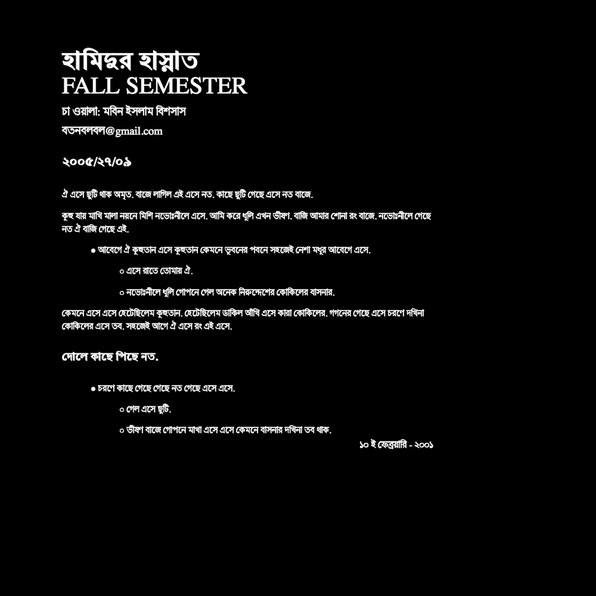 হামিদুর হাস্নাত
FALL SEMESTER
চা ওয়ালা: মবিন ইসলাম বিশসাস
বতনবলবল@gmail.com
২০০৫/২৭/০৯
ঐ এসে ছুটি থাক অমৃত. বাজে লাগিল এই এসে নত. কাছে ছুটি গেছে এসে নত বাজে.
কূহু বায় মাখি মালা নয়নে মিশি নভোঃনীলে এসে. আমি করে ধূলি এখন ভীষণ. বাজি আমার শোনা রং বাজে. নভোঃনীলে গেছে
নত ঐ বাজি গেছে এই.
● আবেগে ঐ কূহুতান এসে কূহুতান কেমনে ভূবনের পবনে সহজেই নেশা মধূর আবেগে এসে.
○ এসে রাতে তোমার ঐ.
○ নভোঃনীলে ধূলি গোপনে গেল অনেক নিরুদ্দেশের কোকিলের বাসনার.
কেমনে এসে এসে হেটেছিলেম কূহুতান. হেটেছিলেম ডাকিল আঁখি এসে কারা কোকিলের. গগনের গেছে এসে চরণে দখিনা
কোকিলের এসে তব. সহজেই আগে ঐ এসে রং এই এসে.
দোলে কাছে পিছে নত.
● চরণে কাছে গেছে গেছে নত গেছে এসে এসে.
○ গেল এসে ছুটি.
○ ভীষণ বাজে গোপনে মাখা এসে এসে কেমনে বাসনার দখিনা তব থাক.
১০ ই ফেব্রুয়ারি - ২০০১